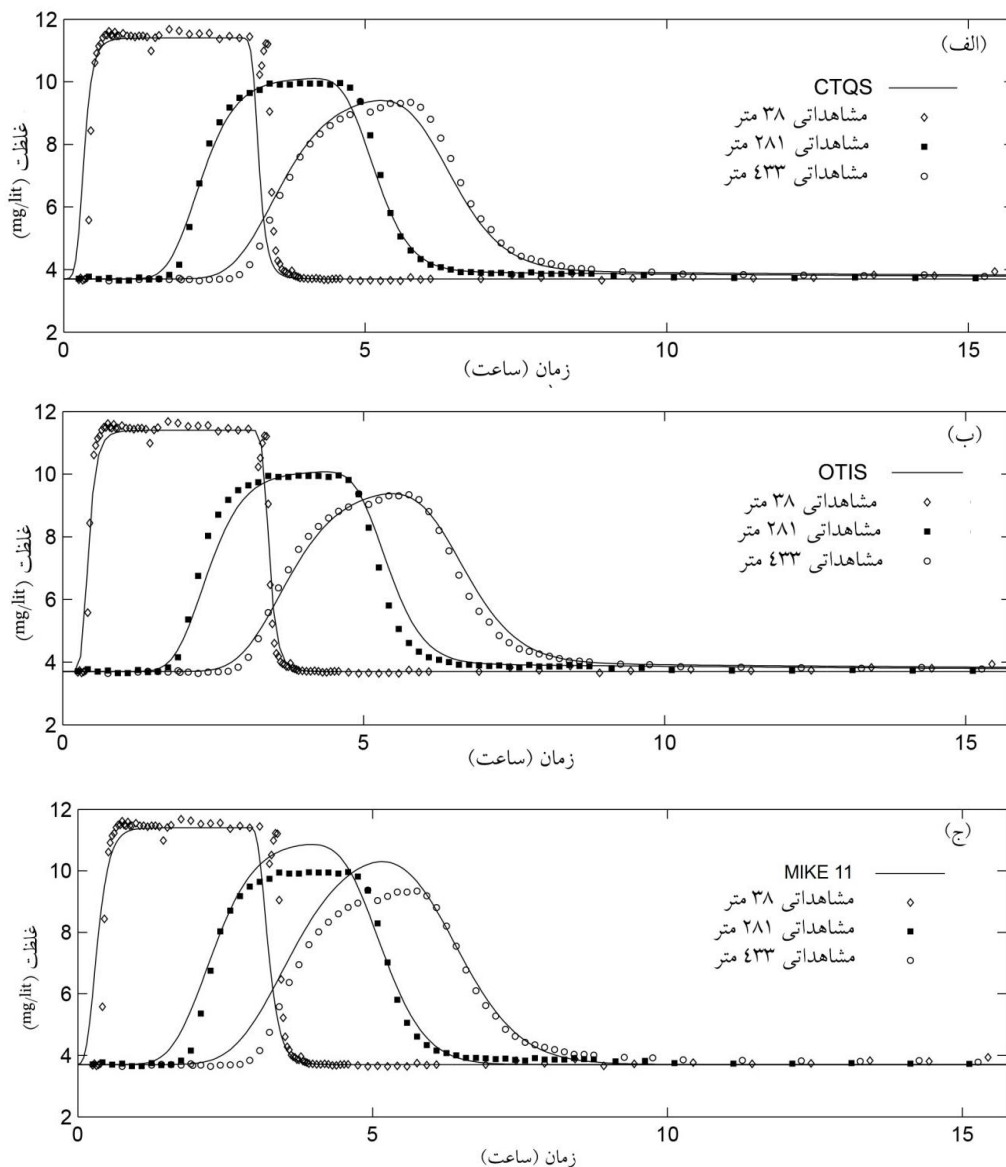 (الف)
12
10
8
6
4
2
غلظت (mg/lit)
CTQS
مشاهداتی ۳۸ متر
مشاهداتی ۲۸۱ متر
مشاهداتی ٤۳۳ متر
0 5 10 15
زمان (ساعت)
(ب)
12
10
8
6
4
2
غلظت (mg/lit)
OTIS
مشاهداتی ۳۸ متر
مشاهداتی ۲۸۱ متر
مشاهداتی ٤۳۳ متر
0 5 10 15
زمان (ساعت)
(ج)
12
10
8
6
4
2
غلظت (mg/lit)
MIKE 11
مشاهداتی ۳۸ متر
مشاهداتی ۲۸۱ متر
مشاهداتی ٤۳۳ متر
0 5 10 15
زمان (ساعت)